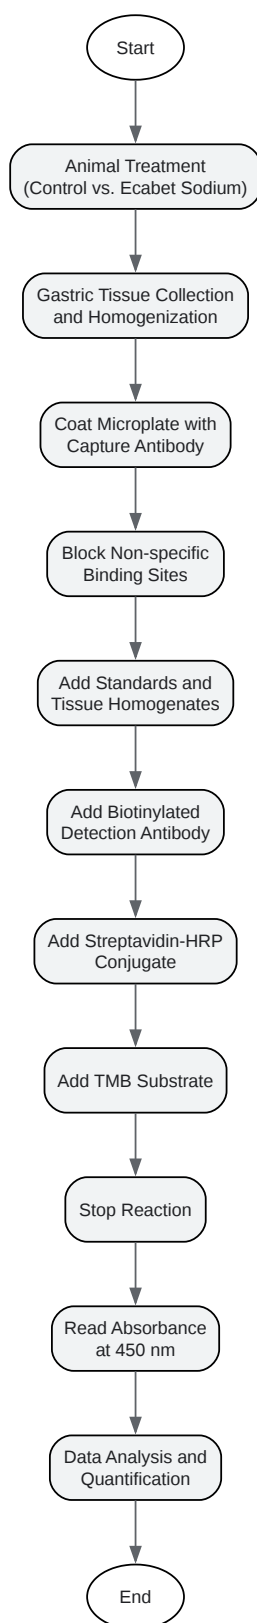 Start
Animal Treatment
(Control vs. Ecabet Sodium)
Gastric Tissue Collection
and Homogenization
Coat Microplate with
Capture Antibody
Block Non-specific
Binding Sites
Add Standards and
Tissue Homogenates
Add Biotinylated
Detection Antibody
Add Streptavidin-HRP
Conjugate
Add TMB Substrate
Stop Reaction
Read Absorbance
at 450 nm
Data Analysis and
Quantification
End